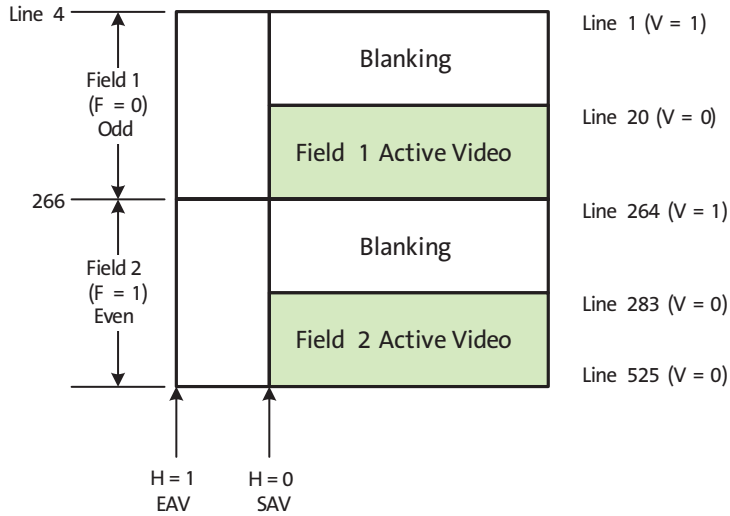 Line 4
Field 1
(F = 0)
Odd
266
Field 2
(F = 1)
Even
Blanking
Field 1 Active Video
Blanking
Field 2 Active Video
Line 1 (V = 1)
Line 20 (V = 0)
Line 264 (V = 1)
Line 283 (V = 0)
Line 525 (V = 0)
H = 1
EAV
H = 0
SAV